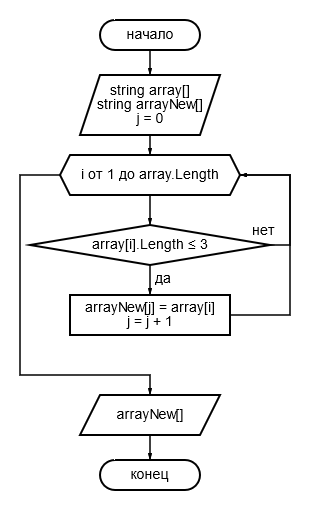 начало
string array[]
string arrayNew[]
j = 0
i от 1 до array.Length
нет
array[i].Length ≤ 3
да
arrayNew[j] = array[i]
j = j + 1
arrayNew[]
конец